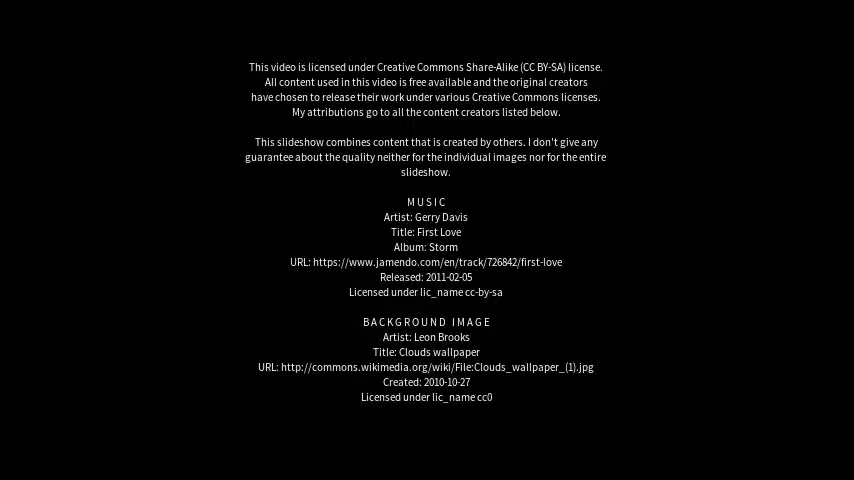 This video is licensed under Creative Commons Share-Alike (CC BY-SA) license.
All content used in this video is free available and the original creators
have chosen to release their work under various Creative Commons licenses.
My attributions go to all the content creators listed below.
This slideshow combines content that is created by others. I don't give any
guarantee about the quality neither for the individual images nor for the entire
slideshow.
MUSIC
Artist: Gerry Davis
Title: First Love
Album: Storm
URL: https://www.jamendo.com/en/track/726842/first-love
Released: 2011-02-05
Licensed under lic_name cc-by-sa
BACKGROUND IMAGE
Artist: Leon Brooks
Title: Clouds wallpaper
URL: http://commons.wikimedia.org/wiki/File:Clouds_wallpaper_(1).jpg
Created: 2010-10-27
Licensed under lic_name cc0